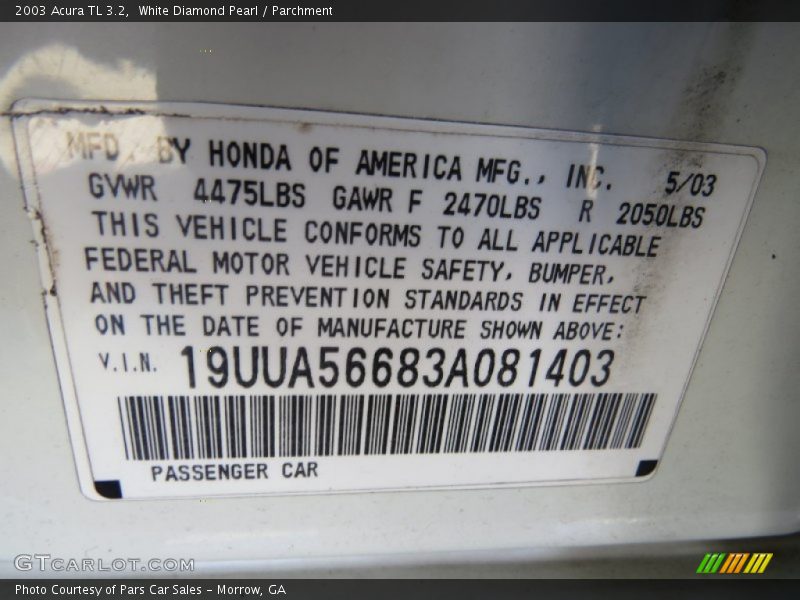 2003 Acura TL 3.2,  White Diamond Pearl / Parchment
MFD. BY HONDA OF AMERICA MFG., INC. 5/03
GVWR 4475LBS GAWR F 2470LBS R 2050LBS
THIS VEHICLE CONFORMS TO ALL APPLICABLE
FEDERAL MOTOR VEHICLE SAFETY, BUMPER,
AND THEFT PREVENTION STANDARDS IN EFFECT
ON THE DATE OF MANUFACTURE SHOWN ABOVE:
V.I.N. 19UUA56683A081403
PASSENGER CAR
GTCarLot.com
Photo Courtesy of Pars Car Sales - Morrow, GA